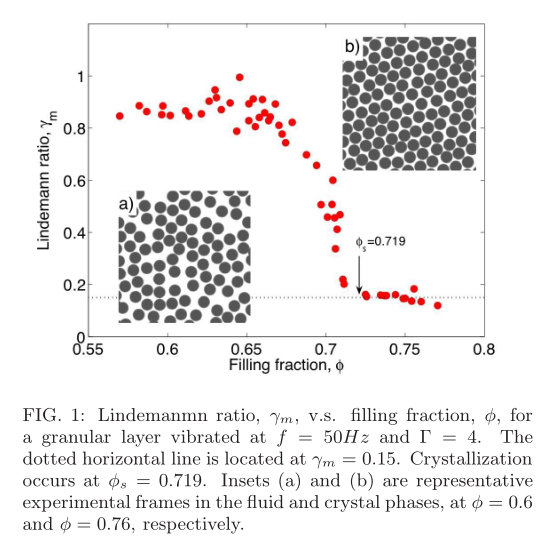 1
0.8
0.6
0.4
0.2
0
Lindemann ratio, γm
a)
b)
ϕs=0.719
0.55
0.6
0.65
0.7
0.75
0.8
Filling fraction, ϕ
FIG. 1: Lindemanmn ratio, γm, v.s. filling fraction, ϕ, for
a granular layer vibrated at f = 50Hz and Γ = 4. The
dotted horizontal line is located at γm = 0.15. Crystallization
occurs at ϕs = 0.719. Insets (a) and (b) are representative
experimental frames in the fluid and crystal phases, at ϕ = 0.6
and ϕ = 0.76, respectively.